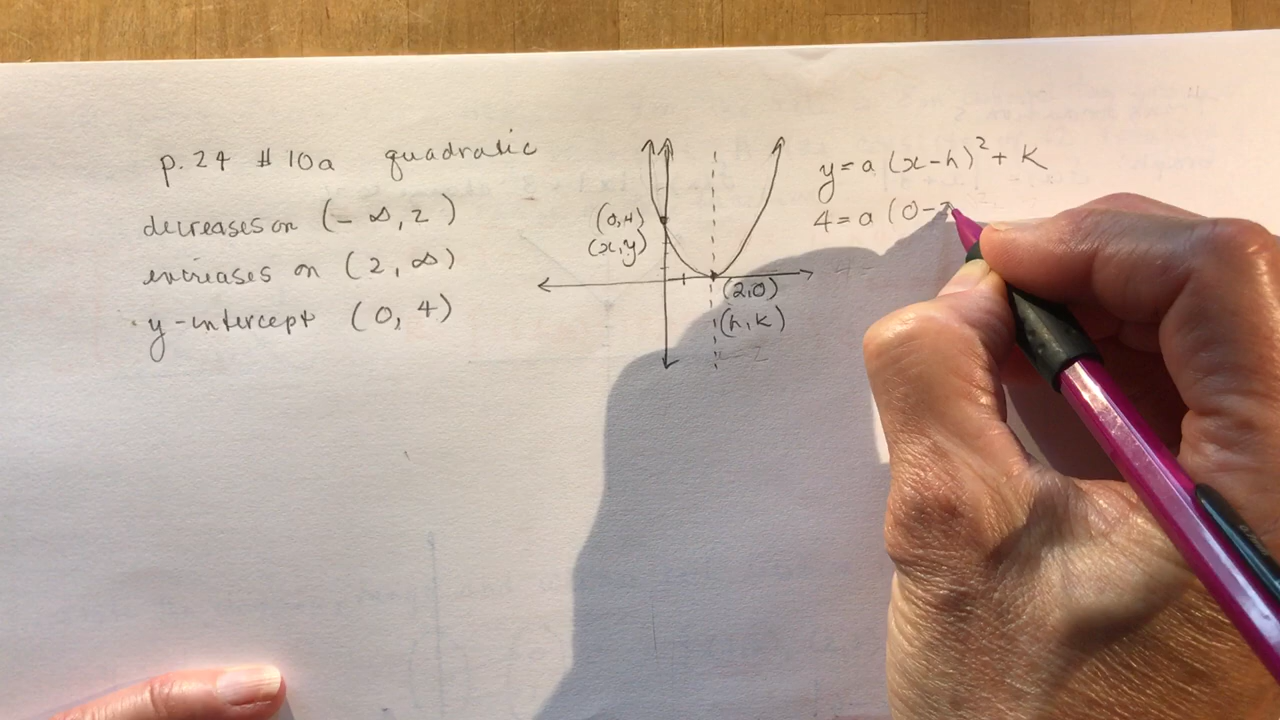 p. 24 # 10a quadratic
decreases on (-∞, 2)
increases on (2, ∞)
y-intercept (0, 4)
(0, 4)
(x, y)
(2, 0)
(h, k)
y = a (x-h)² + k
4 = a (0-2